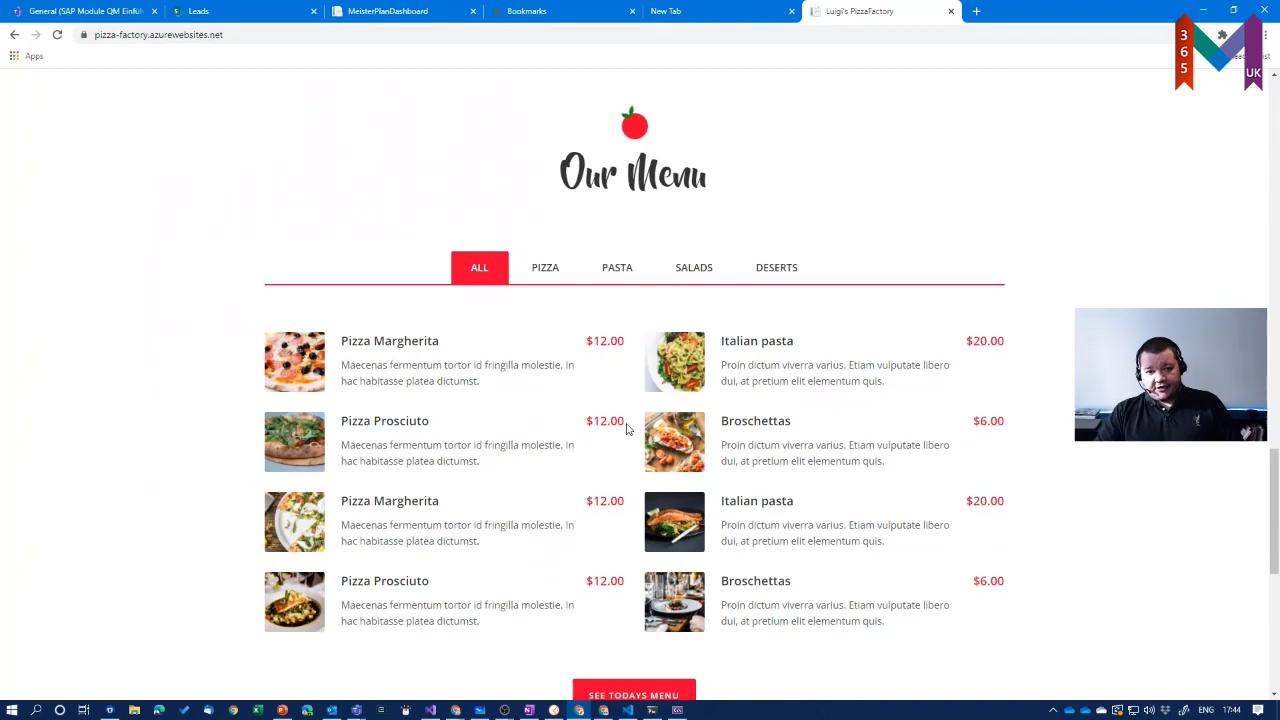 General (SAP Module QM Einfuh
Leads
MeisterPlanDashboard
Bookmarks
New Tab
Luigi's PizzaFactory
pizza-factory.azurewebsites.net
Apps
365
UK
Our Menu
ALL PIZZA PASTA SALADS DESERTS
Pizza Margherita $12.00
Maecenas fermentum tortor id fringilla molestie. In
hac habitasse platea dictumst.
Italian pasta $20.00
Proin dictum viverra varius. Etiam vulputate libero
dui, at pretium elit elementum quis.
Pizza Prosciuto $12.00
Maecenas fermentum tortor id fringilla molestie. In
hac habitasse platea dictumst.
Broschettas $6.00
Proin dictum viverra varius. Etiam vulputate libero
dui, at pretium elit elementum quis.
Pizza Margherita $12.00
Maecenas fermentum tortor id fringilla molestie. In
hac habitasse platea dictumst.
Italian pasta $20.00
Proin dictum viverra varius. Etiam vulputate libero
dui, at pretium elit elementum quis.
Pizza Prosciuto $12.00
Maecenas fermentum tortor id fringilla molestie. In
hac habitasse platea dictumst.
Broschettas $6.00
Proin dictum viverra varius. Etiam vulputate libero
dui, at pretium elit elementum quis.
SEE TODAYS MENU
ENG 17:44